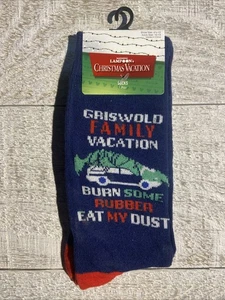 LAMPOON'S
CHRISTMAS VACATION
GRISWOLD
FAMILY
VACATION
BURN SOME
RUBBER
EAT MY DUST